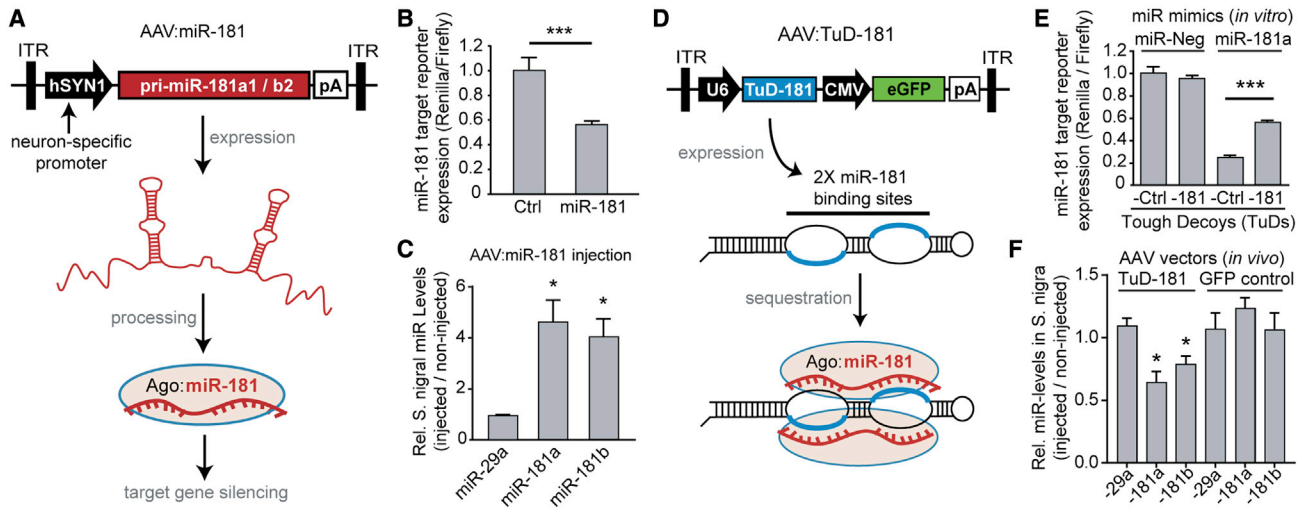 A
AAV:miR-181
ITR
ITR
hSYN1
pri-miR-181a1 / b2
pA
neuron-specific
promoter
expression
processing
Ago:miR-181
target gene silencing
B
miR-181 target reporter
expression (Renilla/Firefly)
1.2
1.0
0.8
0.6
0.4
0.2
0
***
Ctrl
miR-181
C
AAV:miR-181 injection
Rel. S. nigral miR Levels
(injected / non-injected)
6
4
2
0
*
*
miR-29a
miR-181a
miR-181b
D
AAV:TuD-181
ITR
ITR
U6
TuD-181
CMV
eGFP
pA
expression
2X miR-181
binding sites
sequestration
Ago:miR-181
E
miR mimics (in vitro)
miR-Neg
miR-181a
miR-181 target reporter
expression (Renilla / Firefly)
1.2
1.0
0.8
0.6
0.4
0.2
0
***
-Ctrl -181 -Ctrl -181
Tough Decoys (TuDs)
F
AAV vectors (in vivo)
TuD-181
GFP control
Rel. miR-levels in S. nigra
(injected / non-injected)
1.5
1.0
0.5
0.0
*
*
-29a
-181a
-181b
-29a
-181a
-181b